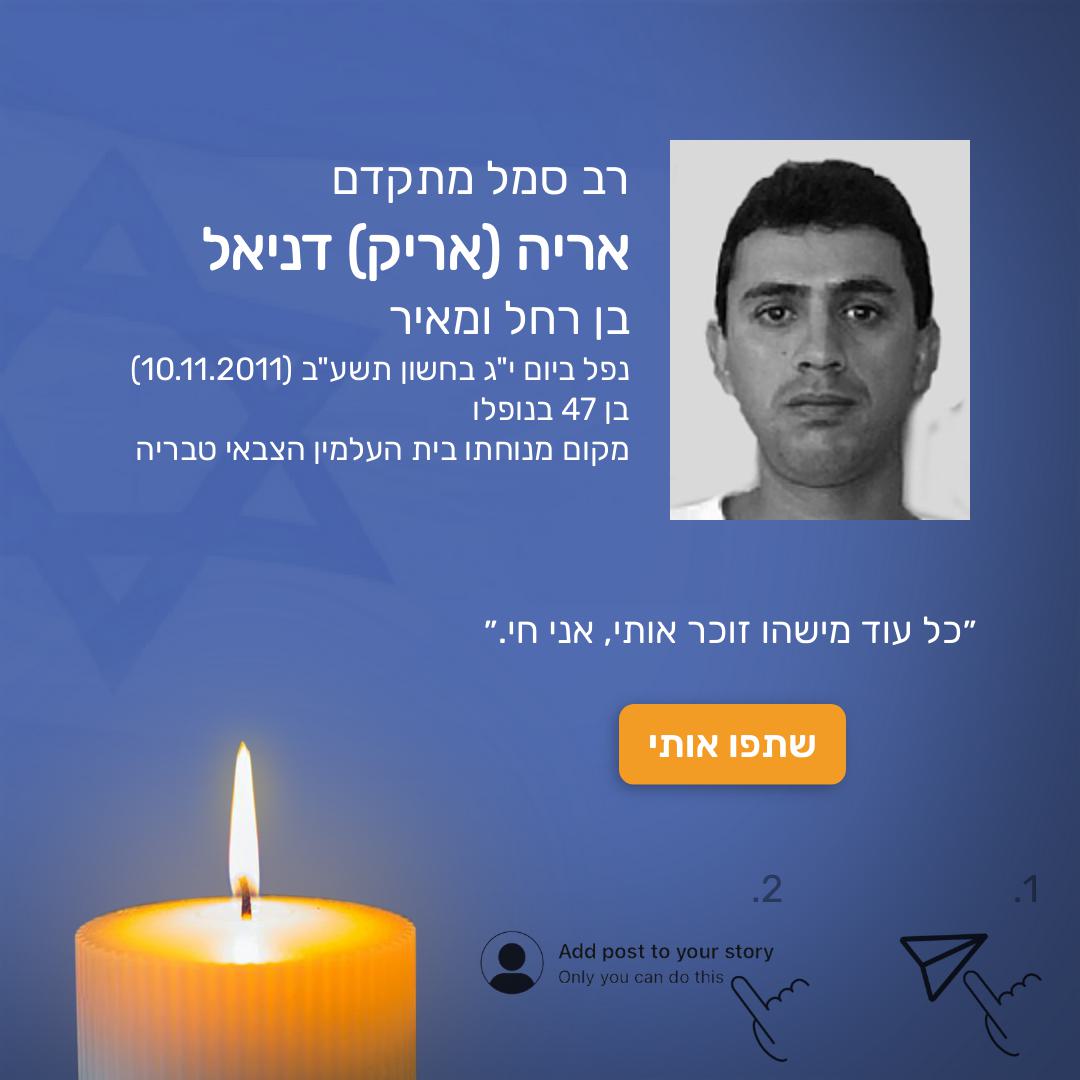 רב סמל מתקדם
אריה (אריק) דניאל
בן רחל ומאיר
נפל ביום י"ג בחשון תשע"ב (10.11.2011)
בן 47 בנופלו
מקום מנוחתו בית העלמין הצבאי טבריה
״כל עוד מישהו זוכר אותי, אני חי.״
שתפו אותי
1.
2.
Add post to your story
Only you can do this